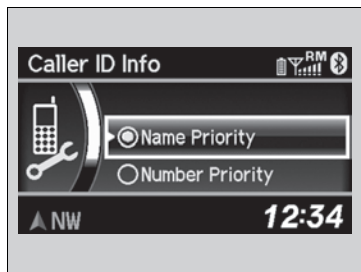 Caller ID Info
RM
Name Priority
Number Priority
NW
12:34